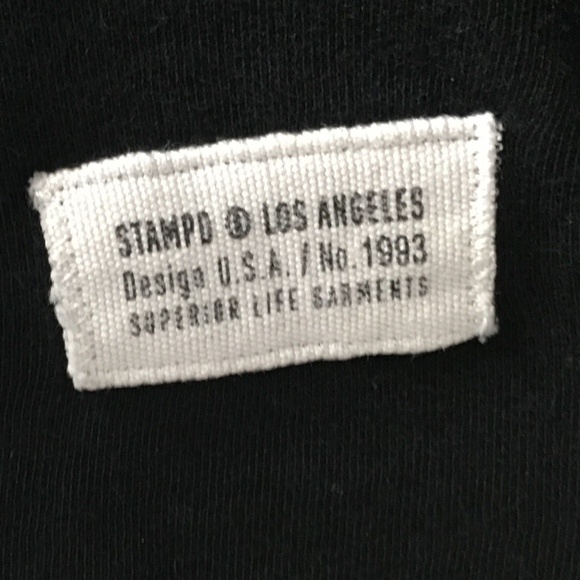 STAMPD ® LOS ANGELES
Design U.S.A. / No. 1993
SUPERIOR LIFE GARMENTS